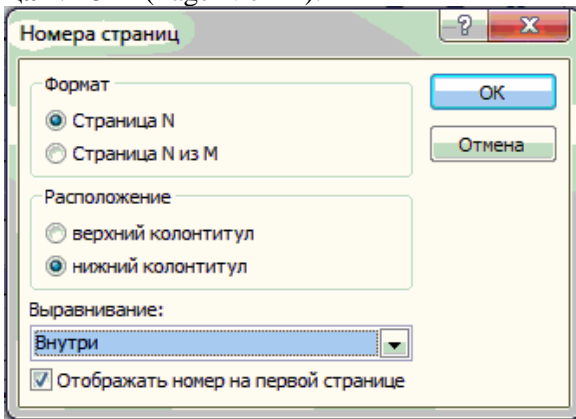 Номера страниц
Формат
Страница N
Страница N из M
OK
Отмена
Расположение
верхний колонтитул
нижний колонтитул
Выравнивание:
Внутри
Отображать номер на первой странице